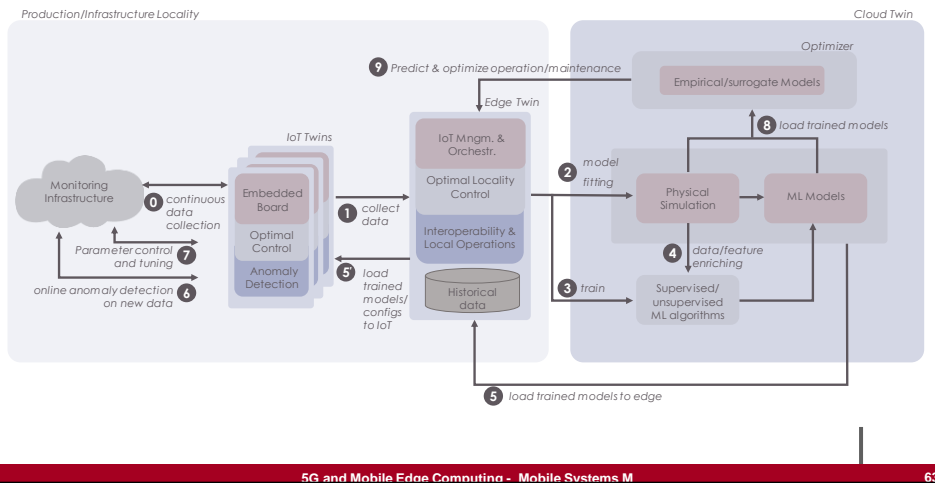 Production/Infrastructure Locality
Cloud Twin
Optimizer
9 Predict & optimize operation/maintenance
Empirical/surrogate Models
Edge Twin
8 load trained models
IoT Twins
IoT Mngm. &
Orchestr.
2 model
fitting
Monitoring
Infrastructure
Embedded
Board
Optimal Locality
Control
Physical
Simulation
ML Models
0 continuous
data
collection
1 collect
data
Optimal
Control
Interoperability &
Local Operations
Parameter control
and tuning 7
4 data/feature
enriching
Anomaly
Detection
5' load
trained
models/
configs
to IoT
online anomaly detection
on new data 6
Historical
data
3 train
Supervised/
unsupervised
ML algorithms
5 load trained models to edge
5G and Mobile Edge Computing - Mobile Systems M
63